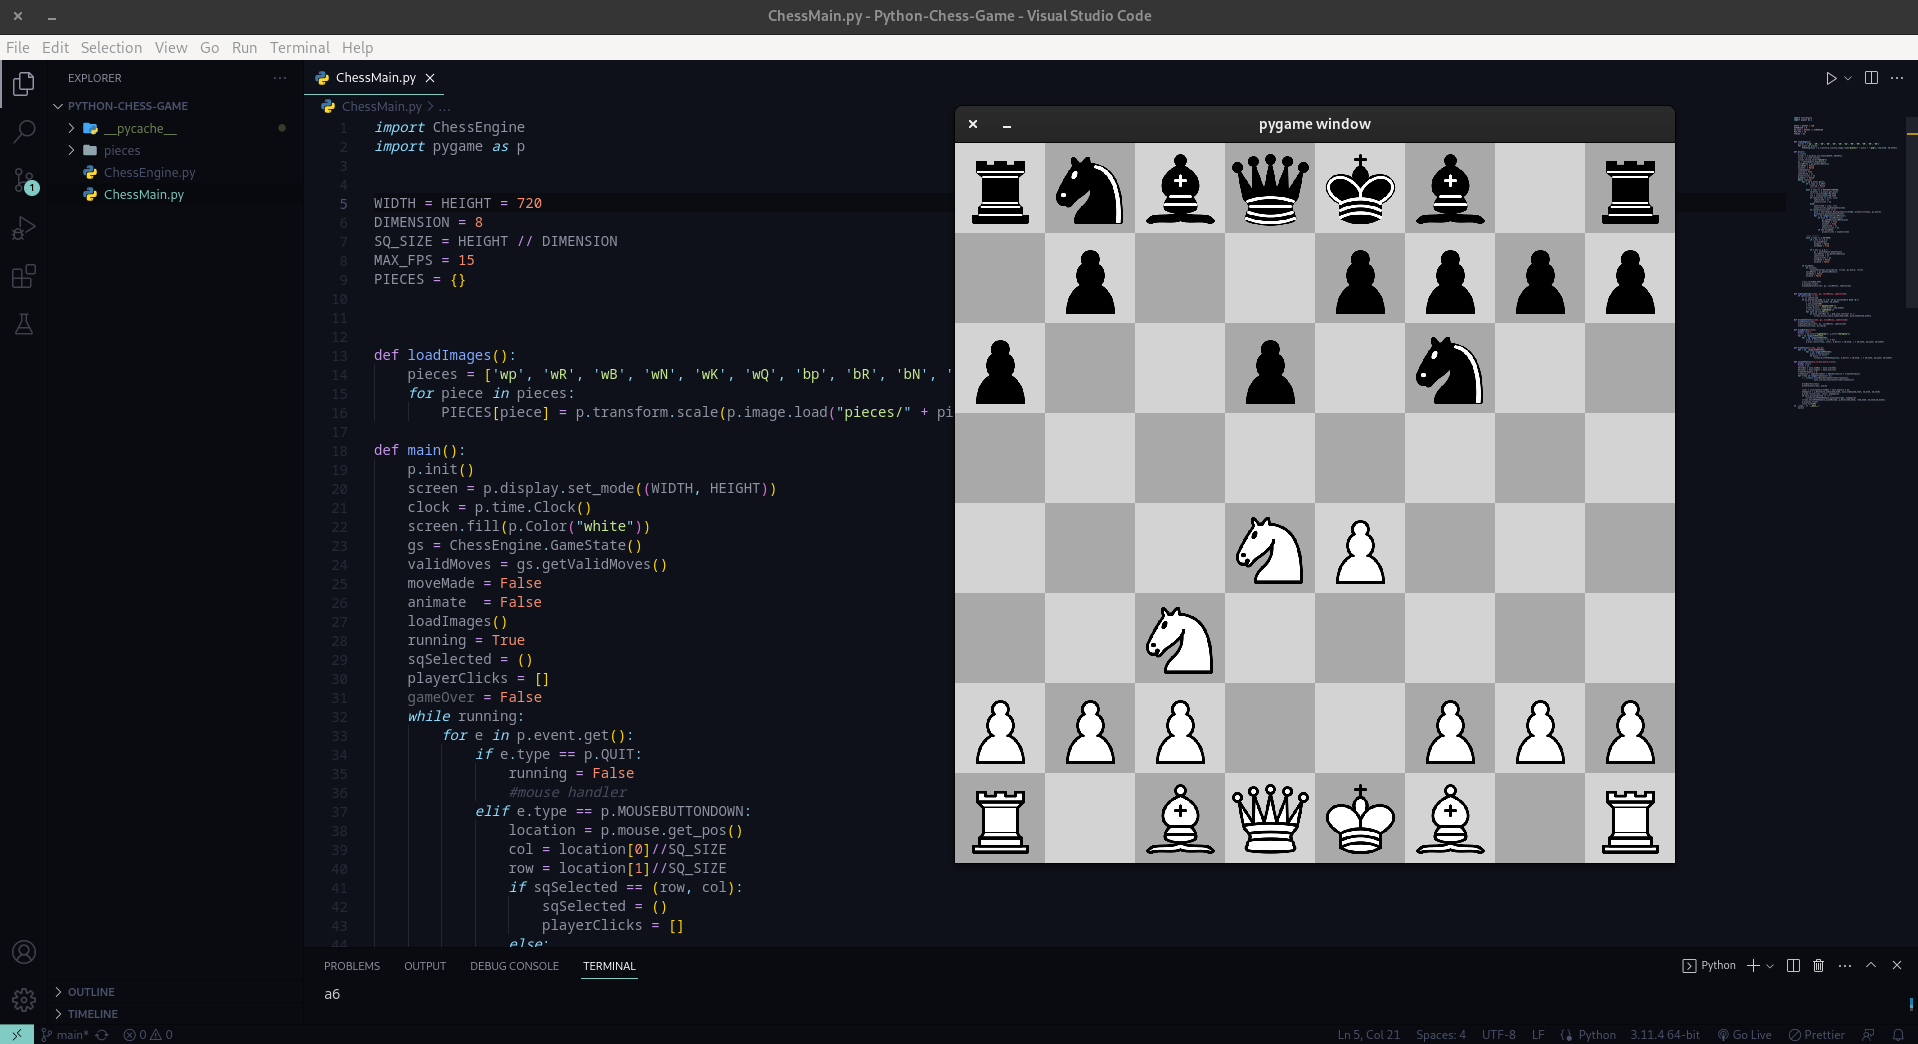 ChessMain.py - Python-Chess-Game - Visual Studio Code
File Edit Selection View Go Run Terminal Help
EXPLORER
PYTHON-CHESS-GAME
__pycache__
pieces
ChessEngine.py
ChessMain.py
1
OUTLINE
TIMELINE
ChessMain.py
ChessMain.py > ...
1 import ChessEngine
2 import pygame as p
3
4
5 WIDTH = HEIGHT = 720
6 DIMENSION = 8
7 SQ_SIZE = HEIGHT // DIMENSION
8 MAX_FPS = 15
9 PIECES = {}
10
11
12
13 def loadImages():
14 pieces = ['wp', 'wR', 'wB', 'wN', 'wK', 'wQ', 'bp', 'bR', 'bN', '
15 for piece in pieces:
16 PIECES[piece] = p.transform.scale(p.image.load("pieces/" + pi
17
18 def main():
19 p.init()
20 screen = p.display.set_mode((WIDTH, HEIGHT))
21 clock = p.time.Clock()
22 screen.fill(p.Color("white"))
23 gs = ChessEngine.GameState()
24 validMoves = gs.getValidMoves()
25 moveMade = False
26 animate  = False
27 loadImages()
28 running = True
29 sqSelected = ()
30 playerClicks = []
31 gameOver = False
32 while running:
33 for e in p.event.get():
34 if e.type == p.QUIT:
35 running = False
36 #mouse handler
37 elif e.type == p.MOUSEBUTTONDOWN:
38 location = p.mouse.get_pos()
39 col = location[0]//SQ_SIZE
40 row = location[1]//SQ_SIZE
41 if sqSelected == (row, col):
42 sqSelected = ()
43 playerClicks = []
44 else:
pygame window
PROBLEMS OUTPUT DEBUG CONSOLE TERMINAL
Python
a6
main* 0 0
Ln 5, Col 21 Spaces: 4 UTF-8 LF Python 3.11.4 64-bit Go Live Prettier